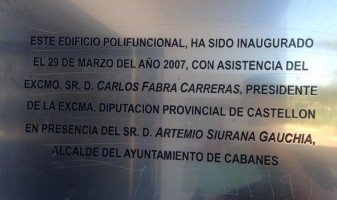 ESTE EDIFICIO POLIFUNCIONAL, HA SIDO INAUGURADO
EL 29 DE MARZO DEL AÑO 2007, CON ASISTENCIA DEL
EXCMO. SR. D. CARLOS FABRA CARRERAS, PRESIDENTE
DE LA EXCMA. DIPUTACION PROVINCIAL DE CASTELLON
EN PRESENCIA DEL SR. D. ARTEMIO SIURANA GAUCHIA,
ALCALDE DEL AYUNTAMIENTO DE CABANES